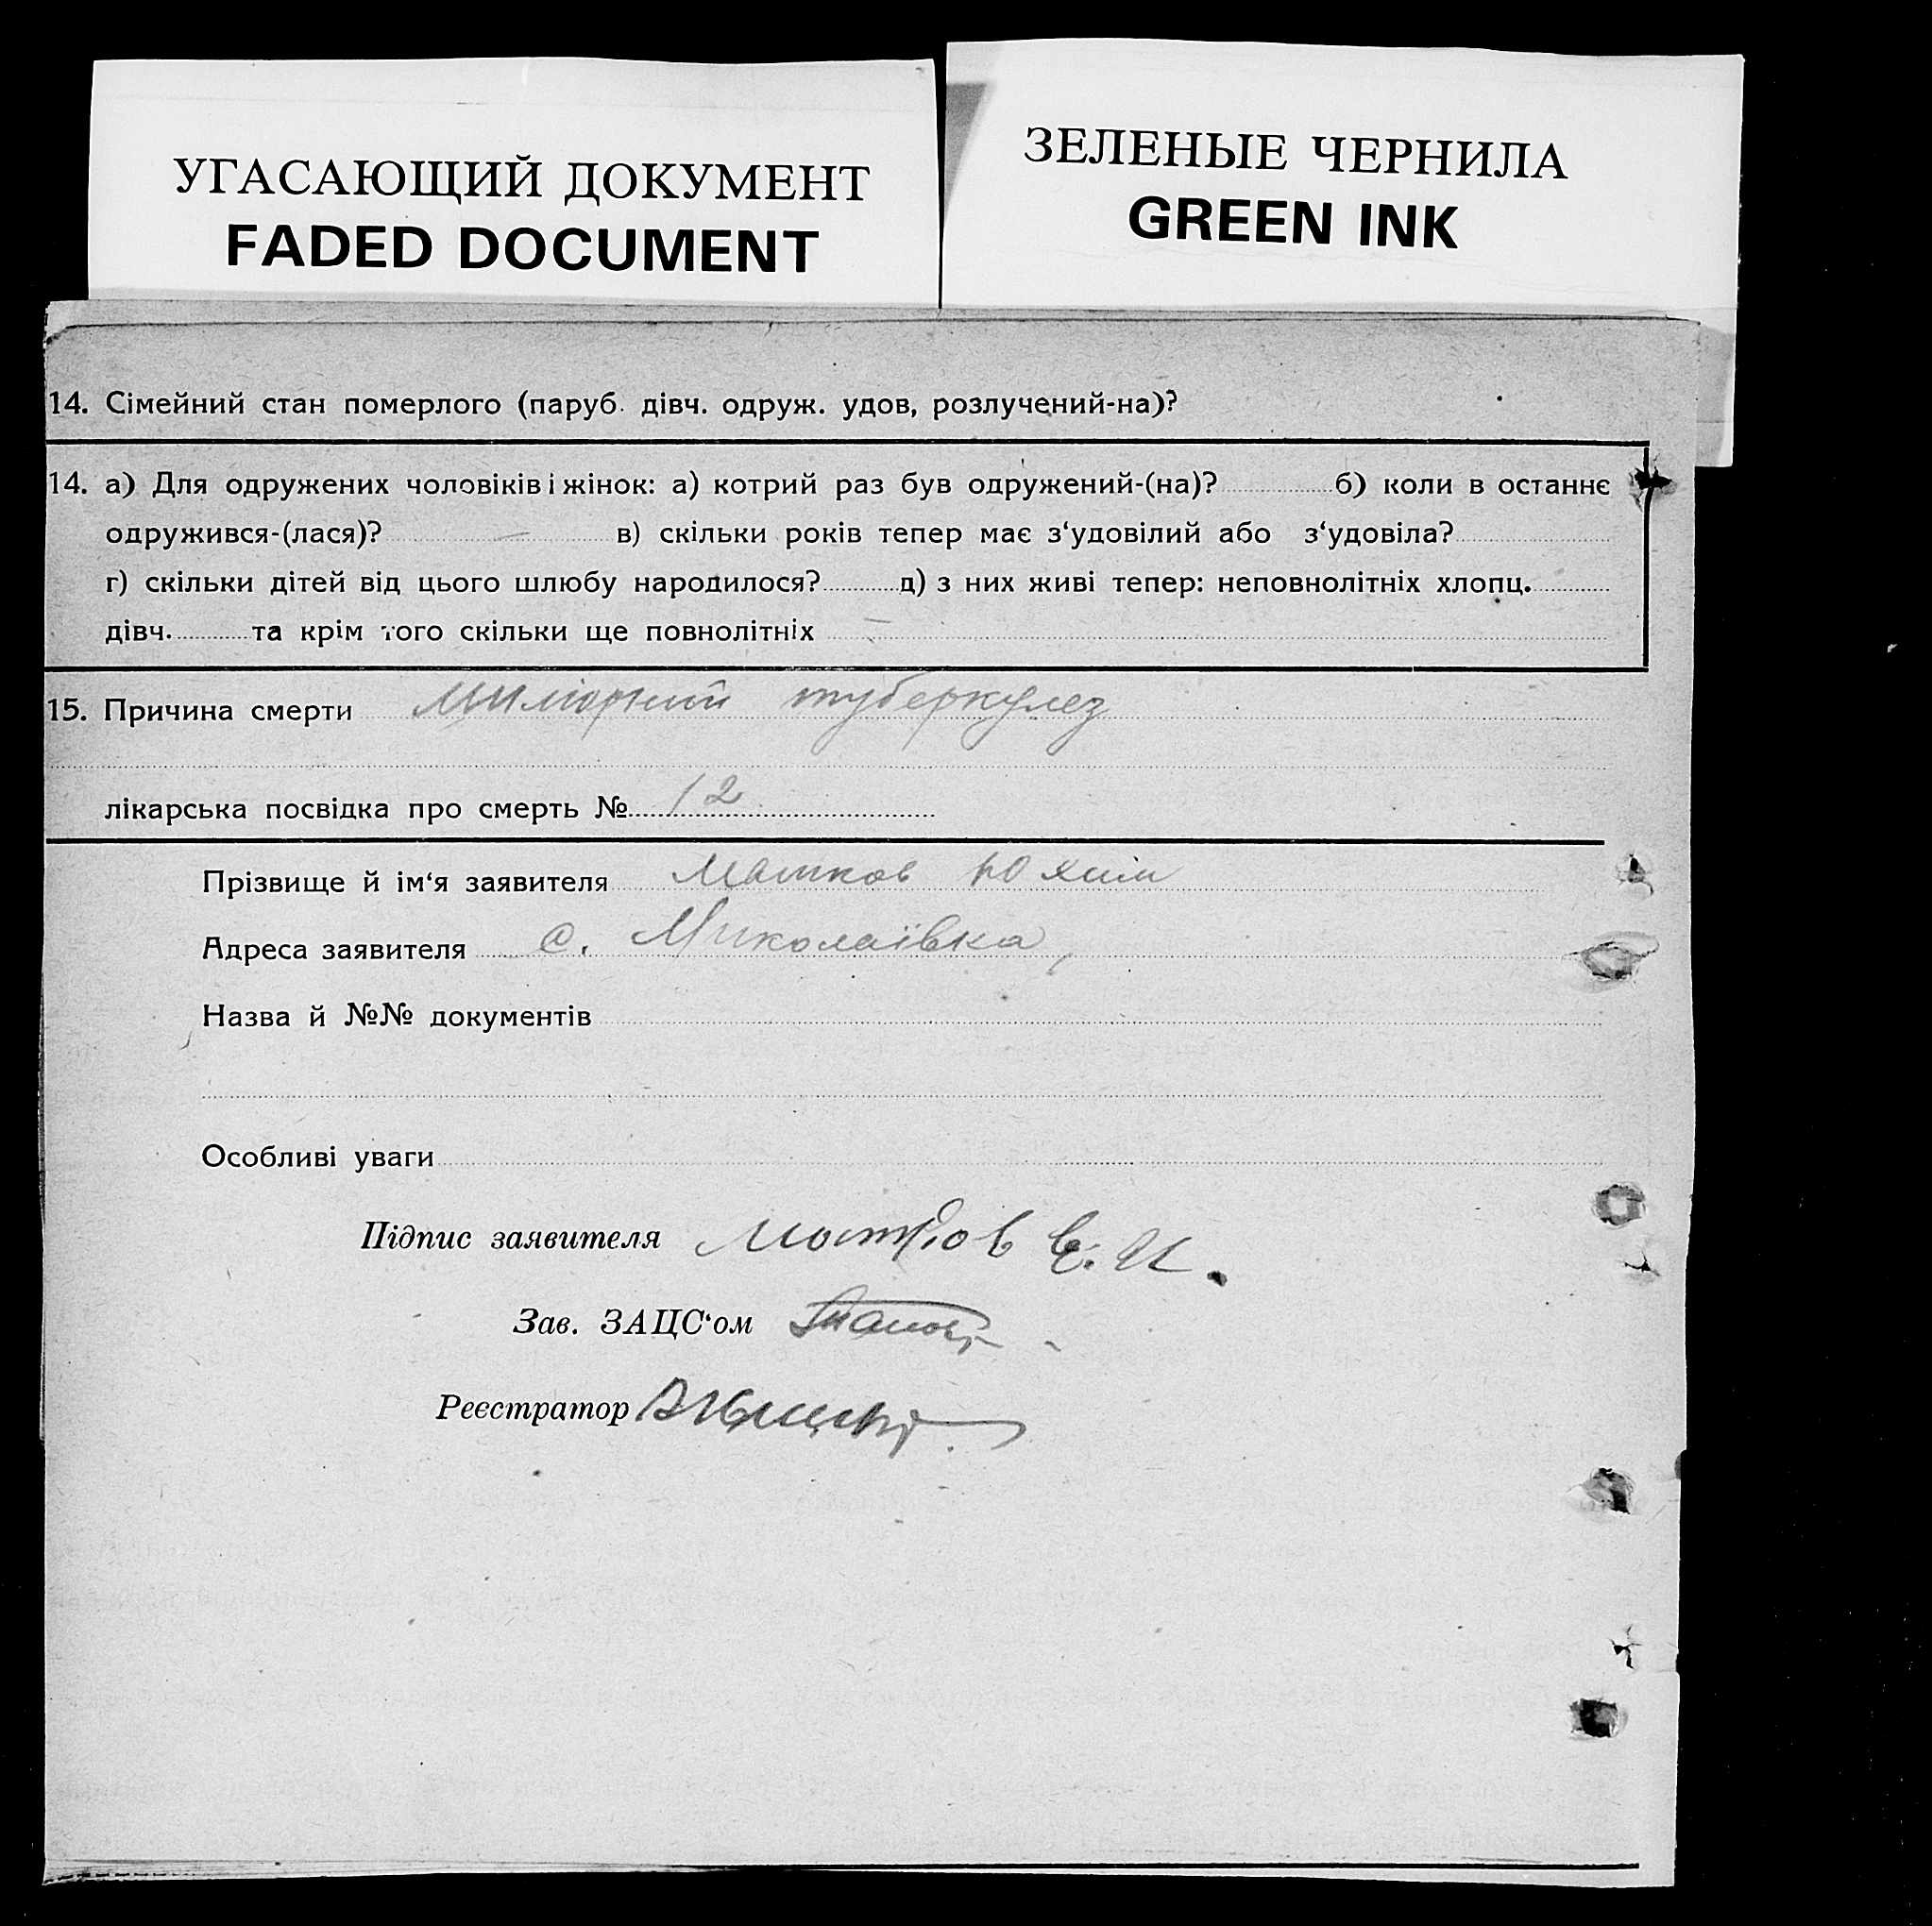 УГАСАЮЩИЙ ДОКУМЕНТ
FADED DOCUMENT
ЗЕЛЕНЫЕ ЧЕРНИЛА
GREEN INK
14. Сімейний стан померлого (паруб. дівч. одруж. удов, розлучений-на)?
14. а) Для одружених чоловіків і жінок: а) котрий раз був одружений-(на)? б) коли в останнє
одружився-(лася)? — в) скільки років тепер має з‘удовілий або з‘удовіла?
г) скільки дітей від цього шлюбу народилося? д) з них живі тепер: неповнолітніх хлопц.
дівч. та крім того скільки ще повнолітніх —
15. Причина смерти туберкулез
лікарська посвідка про смерть № 12
Прізвище й ім‘я заявителя Матков Юхим
Адреса заявителя с. Миколаївка,
Назва й №№ документів
Особливі уваги
Підпис заявителя Матков Е. И.
Зав. ЗАЦС‘ом
Реєстратор